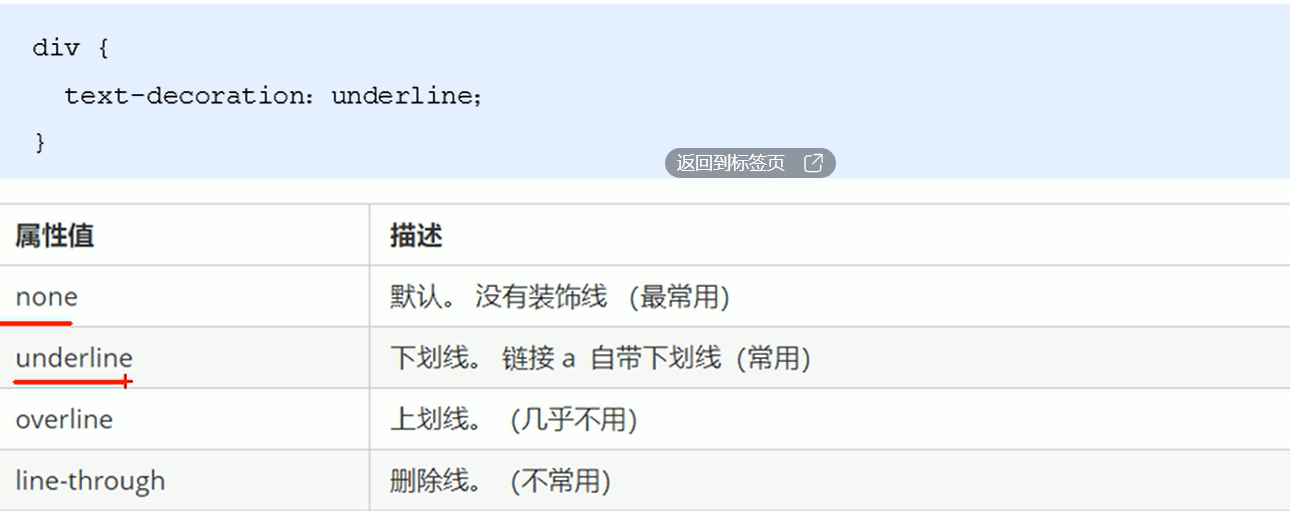 div {
text-decoration：underline；
}
返回到标签页
属性值 描述
none 默认。 没有装饰线 (最常用)
underline 下划线。 链接 a 自带下划线 (常用)
overline 上划线。 (几乎不用)
line-through 删除线。 (不常用)